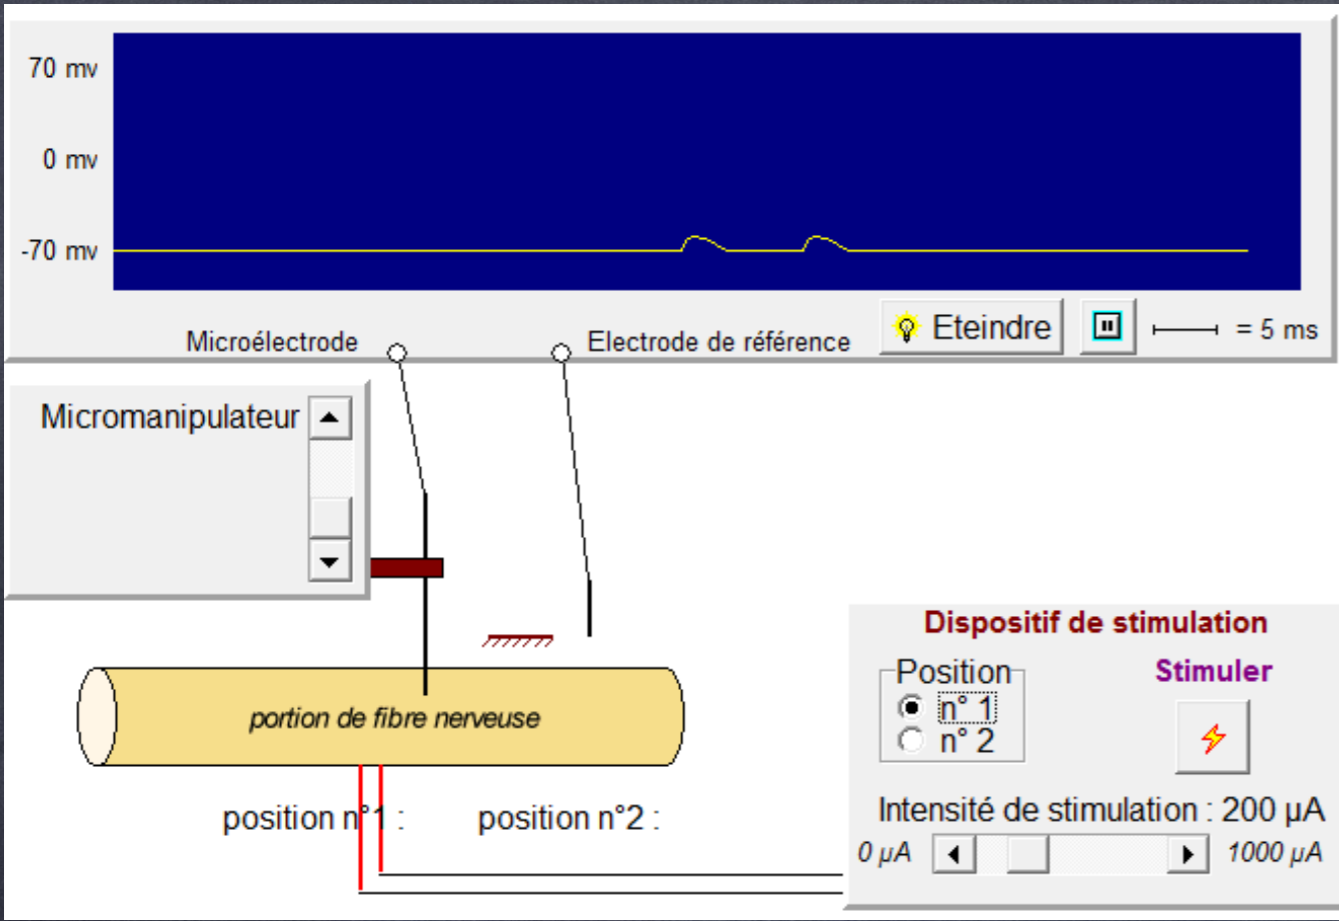 70 mv
0 mv
-70 mv
Microélectrode
Electrode de référence
Eteindre
= 5 ms
Micromanipulateur
portion de fibre nerveuse
position n°1 :
position n°2 :
Dispositif de stimulation
Position
n° 1
n° 2
Stimuler
Intensité de stimulation : 200 µA
0 µA
1000 µA